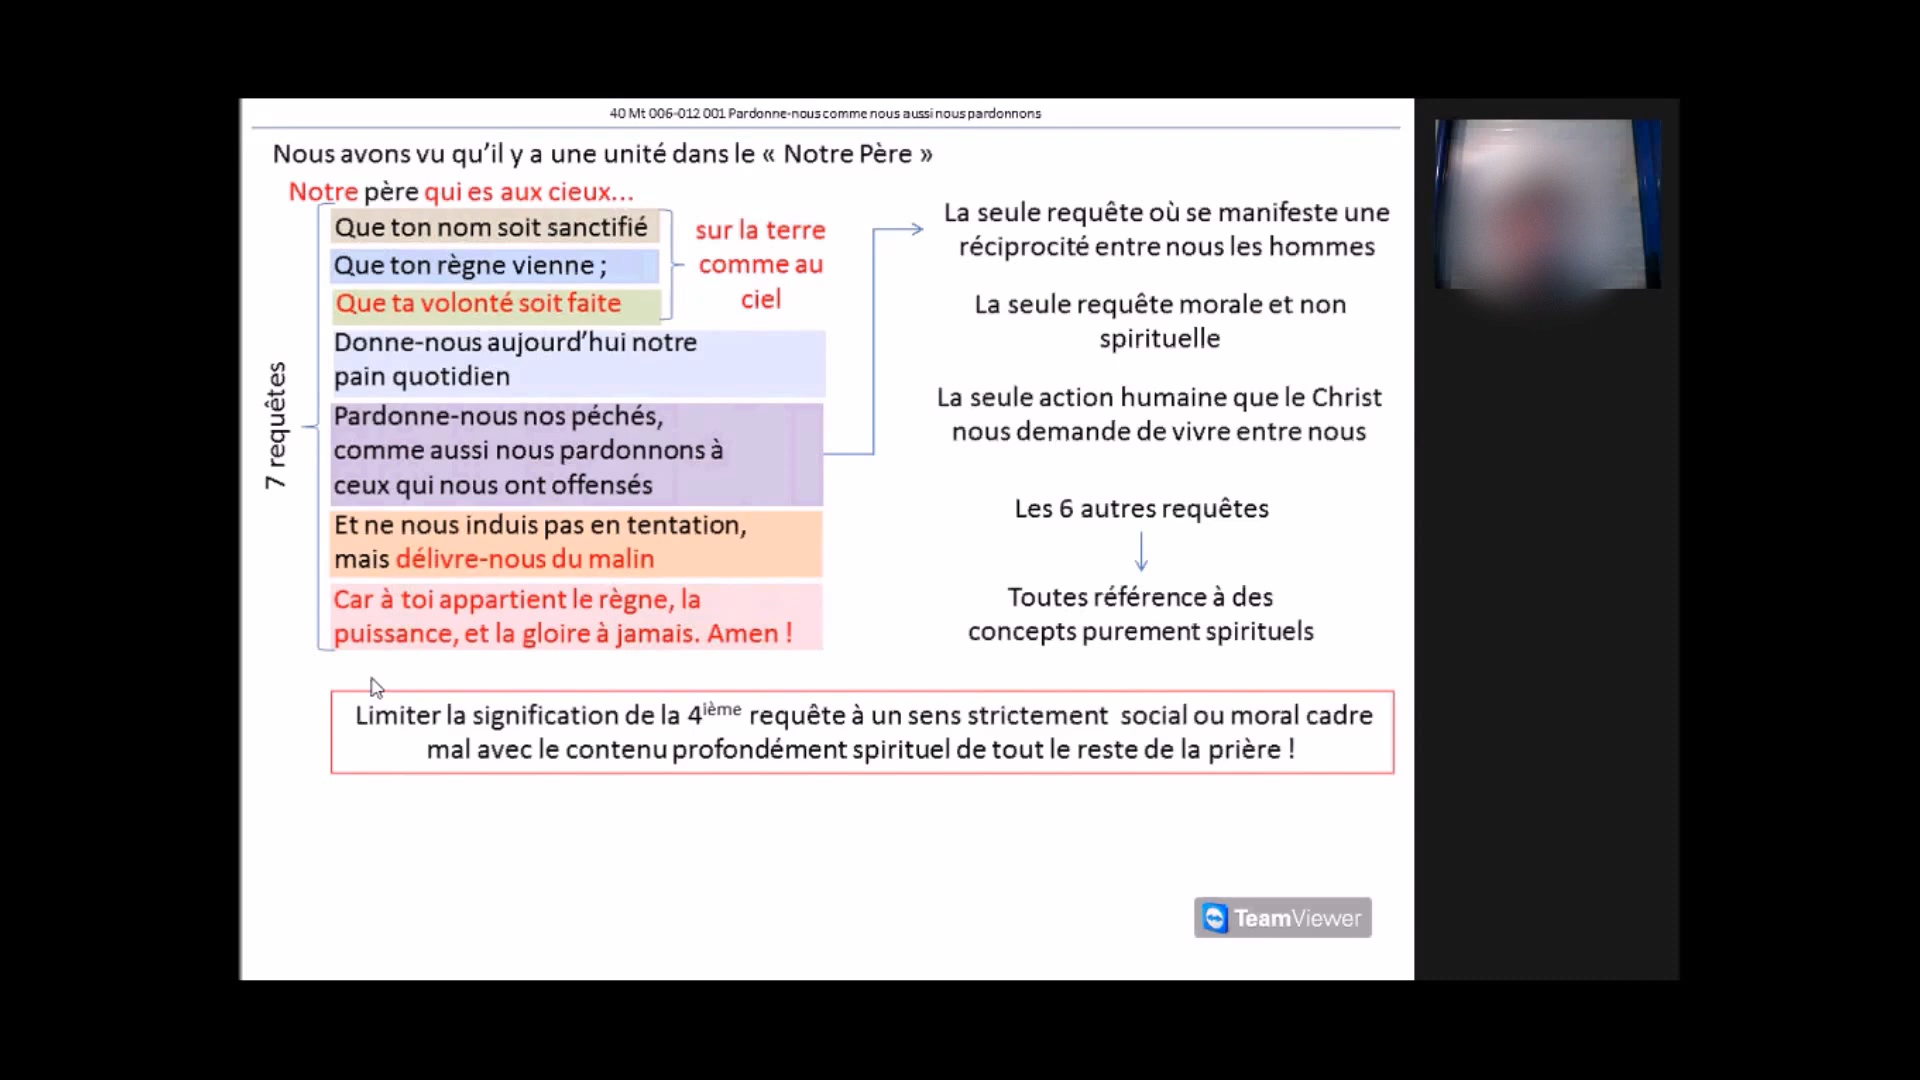 40 Mt 006-012 001 Pardonne-nous comme nous aussi nous pardonnons
Nous avons vu qu’il y a une unité dans le « Notre Père »
Notre père qui es aux cieux...
7 requêtes
Que ton nom soit sanctifié
Que ton règne vienne ;
Que ta volonté soit faite
sur la terre
comme au
ciel
Donne-nous aujourd’hui notre
pain quotidien
Pardonne-nous nos péchés,
comme aussi nous pardonnons à
ceux qui nous ont offensés
Et ne nous induis pas en tentation,
mais délivre-nous du malin
Car à toi appartient le règne, la
puissance, et la gloire à jamais. Amen !
La seule requête où se manifeste une
réciprocité entre nous les hommes
La seule requête morale et non
spirituelle
La seule action humaine que le Christ
nous demande de vivre entre nous
Les 6 autres requêtes
Toutes référence à des
concepts purement spirituels
Limiter la signification de la 4ième requête à un sens strictement social ou moral cadre
mal avec le contenu profondément spirituel de tout le reste de la prière !
TeamViewer